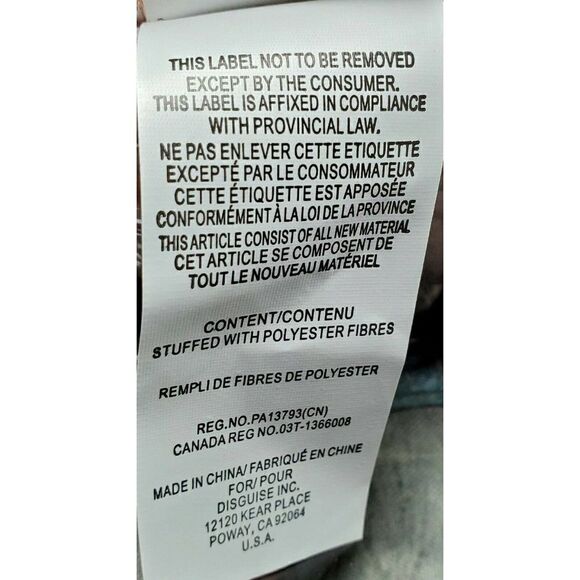 THIS LABEL NOT TO BE REMOVED
EXCEPT BY THE CONSUMER.
THIS LABEL IS AFFIXED IN COMPLIANCE
WITH PROVINCIAL LAW.
NE PAS ENLEVER CETTE ETIQUETTE
EXCEPTÉ PAR LE CONSOMMATEUR
CETTE ÉTIQUETTE EST APPOSÉE
CONFORMÉMENT À LA LOI DE LA PROVINCE
THIS ARTICLE CONSIST OF ALL NEW MATERIAL
CET ARTICLE SE COMPOSENT DE
TOUT LE NOUVEAU MATÉRIEL
CONTENT/CONTENU
STUFFED WITH POLYESTER FIBRES
REMPLI DE FIBRES DE POLYESTER
REG.NO.PA13793(CN)
CANADA REG NO.03T-1366008
MADE IN CHINA/ FABRIQUÉ EN CHINE
FOR/ POUR
DISGUISE INC.
12120 KEAR PLACE
POWAY, CA 92064
U.S.A.